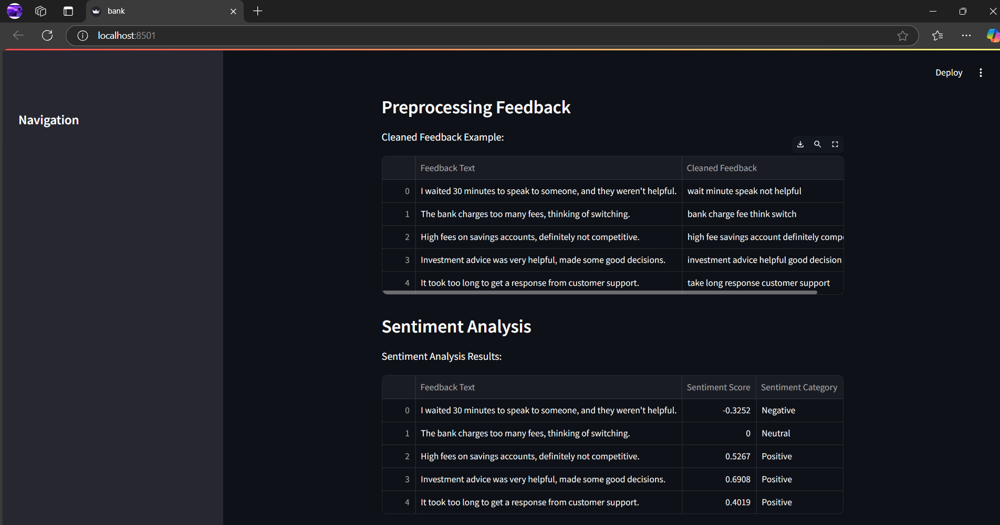 bank
localhost:8501
Deploy
Navigation
Preprocessing Feedback
Cleaned Feedback Example:
Feedback Text Cleaned Feedback
0 I waited 30 minutes to speak to someone, and they weren't helpful. wait minute speak not helpful
1 The bank charges too many fees, thinking of switching. bank charge fee think switch
2 High fees on savings accounts, definitely not competitive. high fee savings account definitely comp
3 Investment advice was very helpful, made some good decisions. investment advice helpful good decision
4 It took too long to get a response from customer support. take long response customer support
Sentiment Analysis
Sentiment Analysis Results:
Feedback Text Sentiment Score Sentiment Category
0 I waited 30 minutes to speak to someone, and they weren't helpful. -0.3252 Negative
1 The bank charges too many fees, thinking of switching. 0 Neutral
2 High fees on savings accounts, definitely not competitive. 0.5267 Positive
3 Investment advice was very helpful, made some good decisions. 0.6908 Positive
4 It took too long to get a response from customer support. 0.4019 Positive